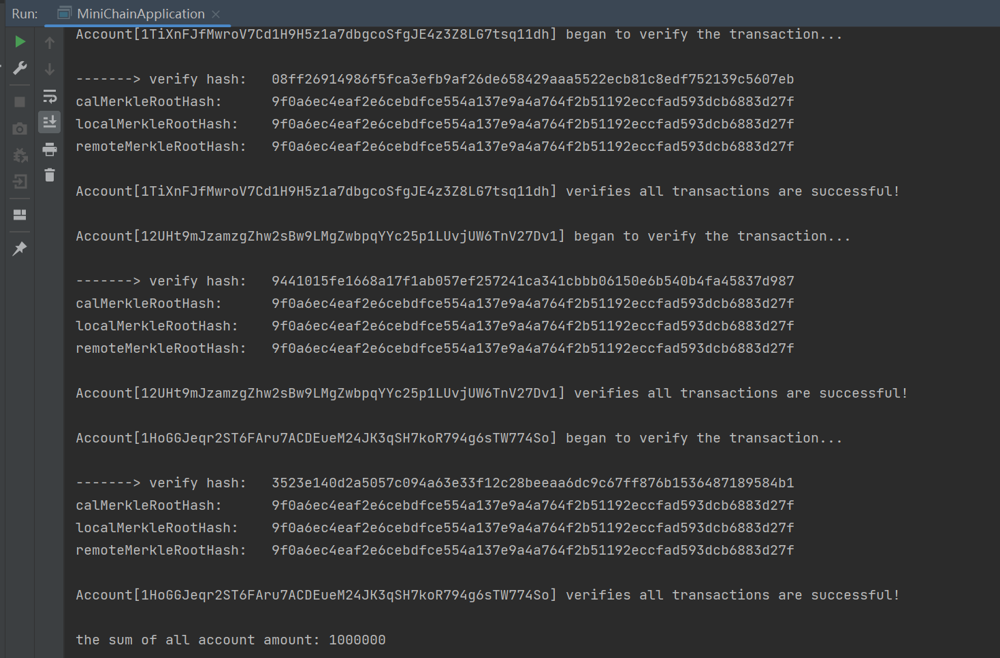 Run: MiniChainApplication
Account[1TiXnFJfMwroV7Cd1H9H5z1a7dbgcoSfgJE4z3Z8LG7tsq11dh] began to verify the transaction...
-------> verify hash: 08ff26914986f5fca3efb9af26de658429aaa5522ecb81c8edf752139c5607eb
calMerkleRootHash: 9f0a6ec4eaf2e6cebdfce554a137e9a4a764f2b51192eccfad593dcb6883d27f
localMerkleRootHash: 9f0a6ec4eaf2e6cebdfce554a137e9a4a764f2b51192eccfad593dcb6883d27f
remoteMerkleRootHash: 9f0a6ec4eaf2e6cebdfce554a137e9a4a764f2b51192eccfad593dcb6883d27f
Account[1TiXnFJfMwroV7Cd1H9H5z1a7dbgcoSfgJE4z3Z8LG7tsq11dh] verifies all transactions are successful!
Account[12UHt9mJzamzgZhw2sBw9LMgZwbpqYYc25p1LUvjUW6TnV27Dv1] began to verify the transaction...
-------> verify hash: 9441015fe1668a17f1ab057ef257241ca341cbbb06150e6b540b4fa45837d987
calMerkleRootHash: 9f0a6ec4eaf2e6cebdfce554a137e9a4a764f2b51192eccfad593dcb6883d27f
localMerkleRootHash: 9f0a6ec4eaf2e6cebdfce554a137e9a4a764f2b51192eccfad593dcb6883d27f
remoteMerkleRootHash: 9f0a6ec4eaf2e6cebdfce554a137e9a4a764f2b51192eccfad593dcb6883d27f
Account[12UHt9mJzamzgZhw2sBw9LMgZwbpqYYc25p1LUvjUW6TnV27Dv1] verifies all transactions are successful!
Account[1HoGGJeqr2ST6FAru7ACDEueM24JK3qSH7koR794g6sTW774So] began to verify the transaction...
-------> verify hash: 3523e140d2a5057c094a63e33f12c28beeaa6dc9c67ff876b1536487189584b1
calMerkleRootHash: 9f0a6ec4eaf2e6cebdfce554a137e9a4a764f2b51192eccfad593dcb6883d27f
localMerkleRootHash: 9f0a6ec4eaf2e6cebdfce554a137e9a4a764f2b51192eccfad593dcb6883d27f
remoteMerkleRootHash: 9f0a6ec4eaf2e6cebdfce554a137e9a4a764f2b51192eccfad593dcb6883d27f
Account[1HoGGJeqr2ST6FAru7ACDEueM24JK3qSH7koR794g6sTW774So] verifies all transactions are successful!
the sum of all account amount: 1000000